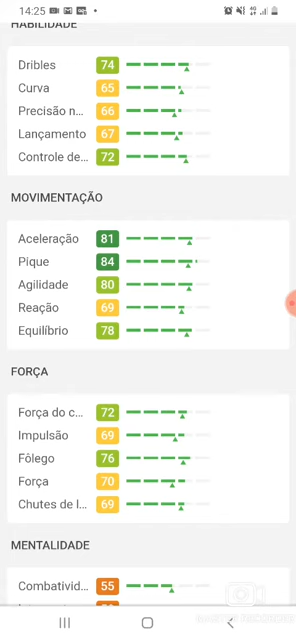 14:25
HABILIDADE
Dribles 74
Curva 65
Precisão n... 66
Lançamento 67
Controle de... 72
MOVIMENTAÇÃO
Aceleração 81
Pique 84
Agilidade 80
Reação 69
Equilíbrio 78
FORÇA
Força do c... 72
Impulsão 69
Fôlego 76
Força 70
Chutes de l... 69
MENTALIDADE
Combativid... 55